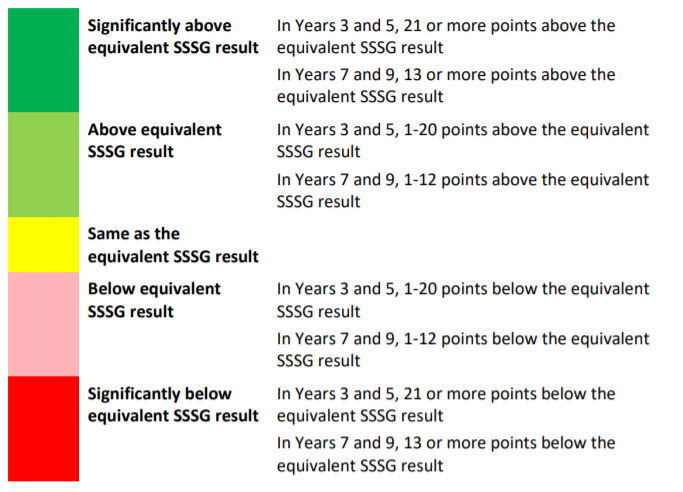 Significantly above
equivalent SSSG result
In Years 3 and 5, 21 or more points above the
equivalent SSSG result
In Years 7 and 9, 13 or more points above the
equivalent SSSG result
Above equivalent
SSSG result
In Years 3 and 5, 1-20 points above the equivalent
SSSG result
In Years 7 and 9, 1-12 points above the equivalent
SSSG result
Same as the
equivalent SSSG result
Below equivalent
SSSG result
In Years 3 and 5, 1-20 points below the equivalent
SSSG result
In Years 7 and 9, 1-12 points below the equivalent
SSSG result
Significantly below
equivalent SSSG result
In Years 3 and 5, 21 or more points below the
equivalent SSSG result
In Years 7 and 9, 13 or more points below the
equivalent SSSG result